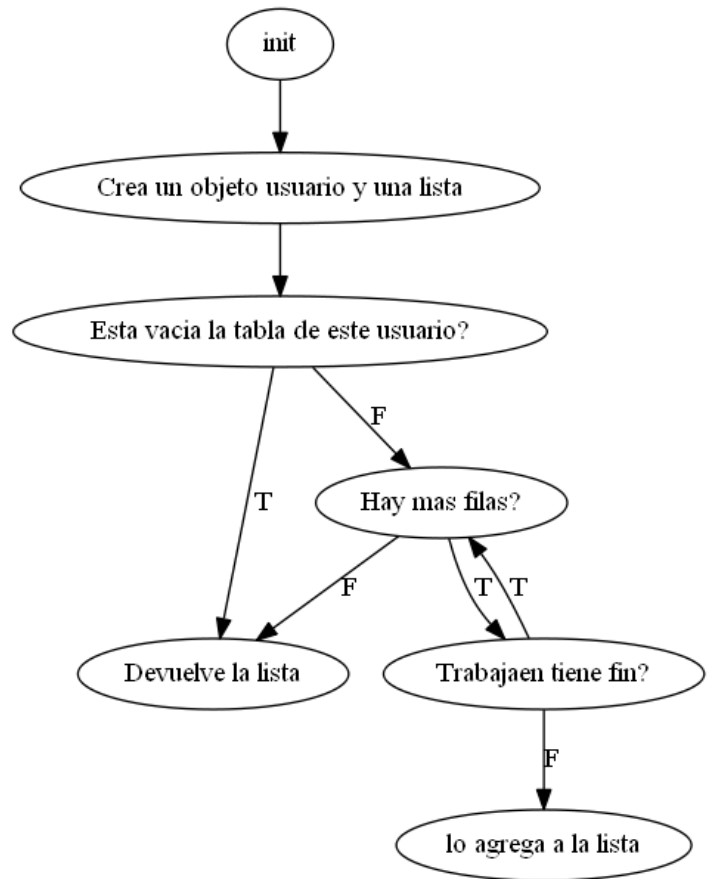 init
Crea un objeto usuario y una lista
Esta vacia la tabla de este usuario?
F
Hay mas filas?
T
F
T
T
Devuelve la lista
Trabajaen tiene fin?
F
lo agrega a la lista